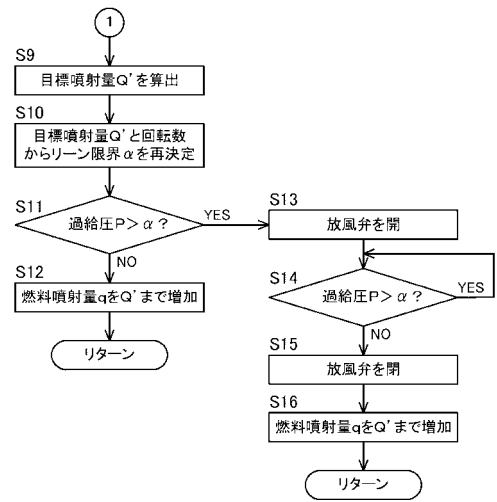 1
S9
目標噴射量Q'を算出
S10
目標噴射量Q'と回転数
からリーン限界αを再決定
S11
過給圧P>α?
YES
NO
S12
燃料噴射量qをQ'まで増加
リターン
S13
放風弁を開
S14
過給圧P>α?
YES
NO
S15
放風弁を閉
S16
燃料噴射量qをQ'まで増加
リターン